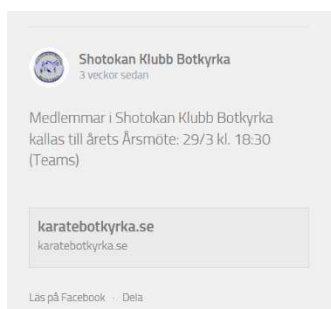 Shotokan Klubb Botkyrka
3 veckor sedan
Medlemmar i Shotokan Klubb Botkyrka
kallas till årets Årsmöte: 29/3 kl. 18:30
(Teams)
karatebotkyrka.se
karatebotkyrka.se
Läs på Facebook · Dela